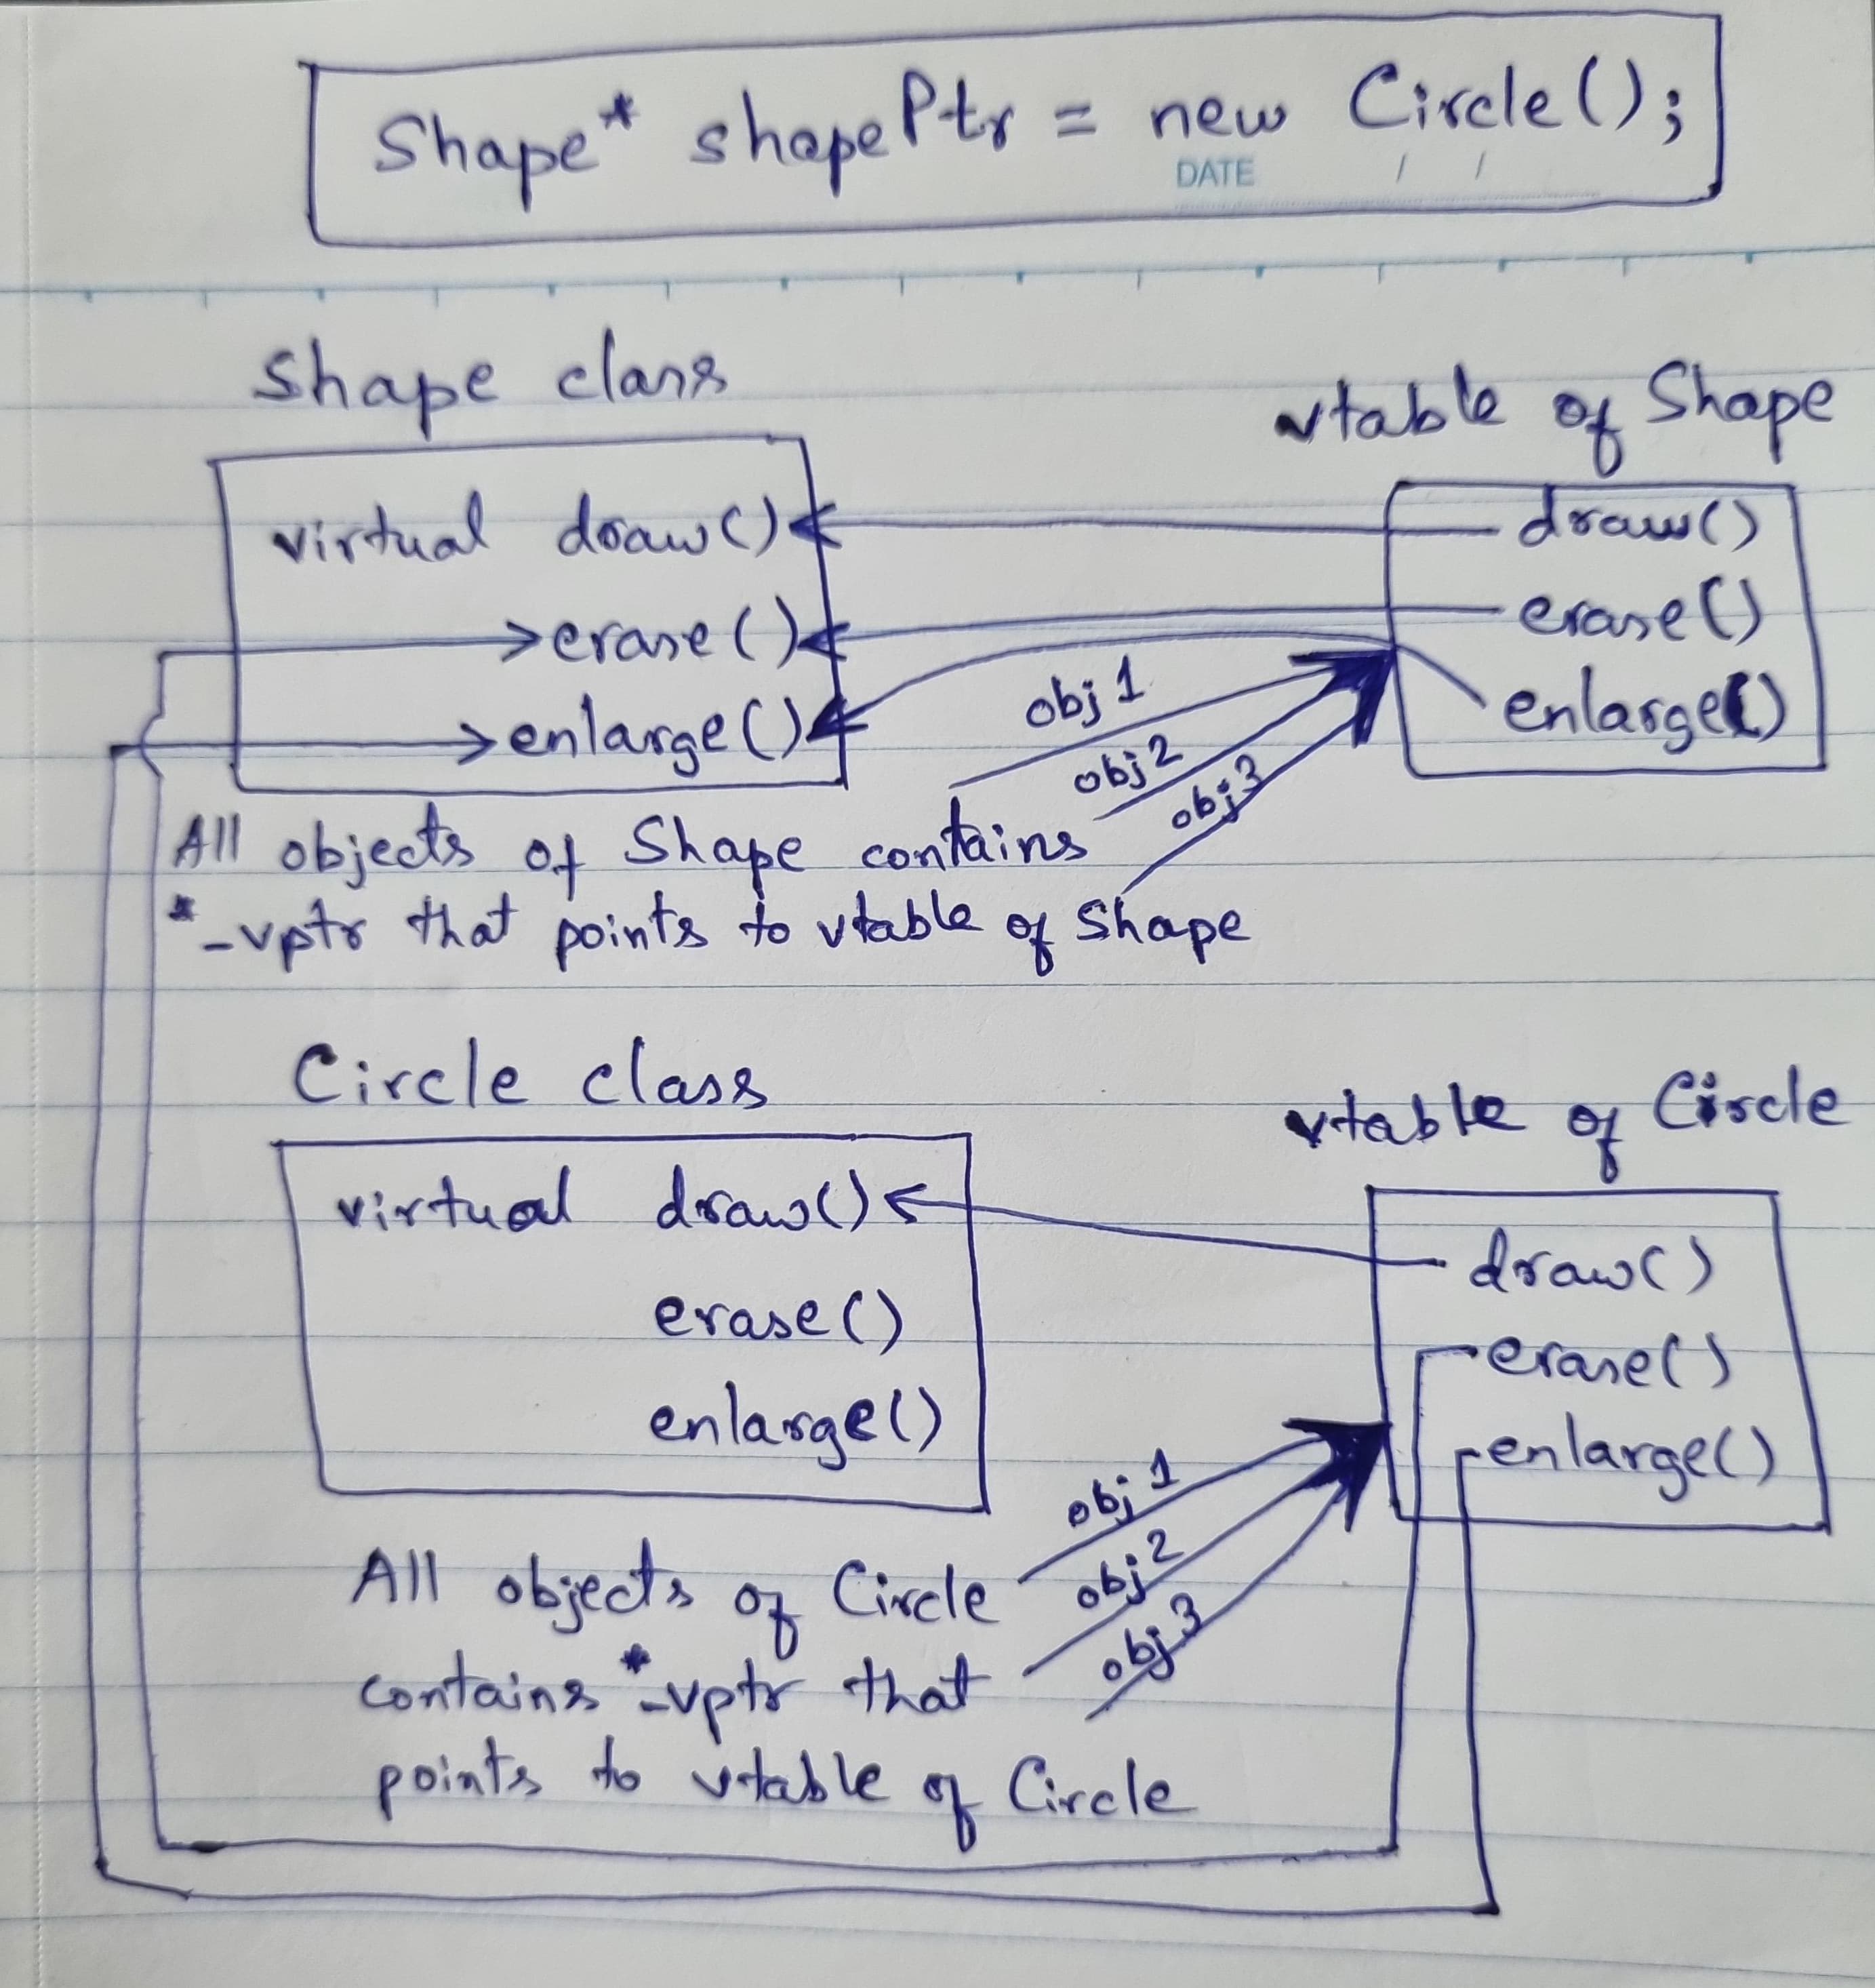 Shape* shapePtr = new Circle();
DATE / /
Shape class
vtable of Shape
virtual draw()
erase()
enlarge()
draw()
erase()
enlarge()
obj 1
obj 2
obj 3
All objects of Shape contains
*_vptr that points to vtable of Shape
Circle class
vtable of Circle
virtual draw()
erase()
enlarge()
draw()
erase()
enlarge()
obj 1
obj 2
obj 3
All objects of Circle
contains *_vptr that
points to vtable of Circle